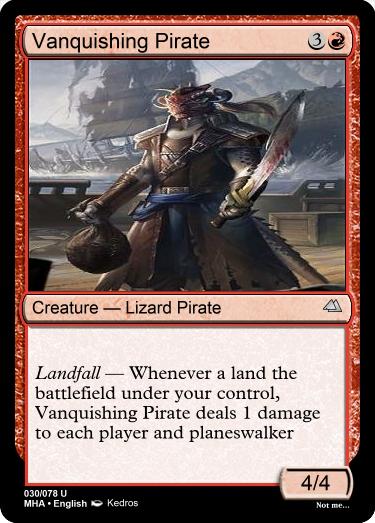 Vanquishing Pirate 3
Creature — Lizard Pirate
Landfall — Whenever a land the
battlefield under your control,
Vanquishing Pirate deals 1 damage
to each player and planeswalker
4/4
030/078 U
MHA • English Kedros
Not me...